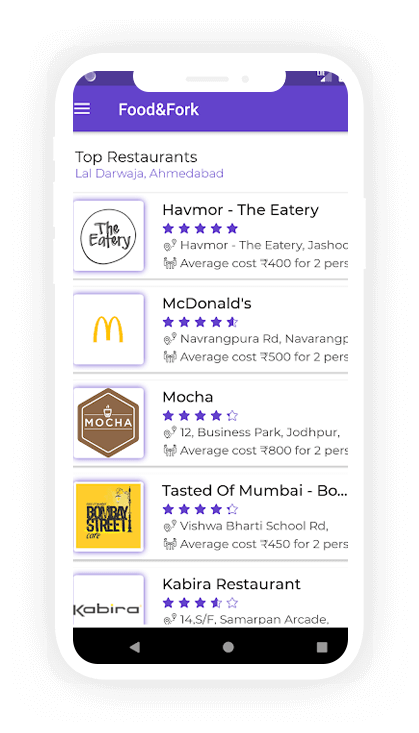 Food&Fork
Top Restaurants
Lal Darwaja, Ahmedabad
The
Eatery
Havmor - The Eatery
Havmor - The Eatery, Jashoc
Average cost ₹400 for 2 pers
McDonald's
Navrangpura Rd, Navarangp
Average cost ₹500 for 2 pers
MOCHA
Mocha
12, Business Park, Jodhpur,
Average cost ₹800 for 2 pers
BOMBAY
STREET
cafe
Tasted Of Mumbai - Bo...
Vishwa Bharti School Rd,
Average cost ₹450 for 2 pers
Kabira
Kabira Restaurant
14,S/F, Samarpan Arcade,